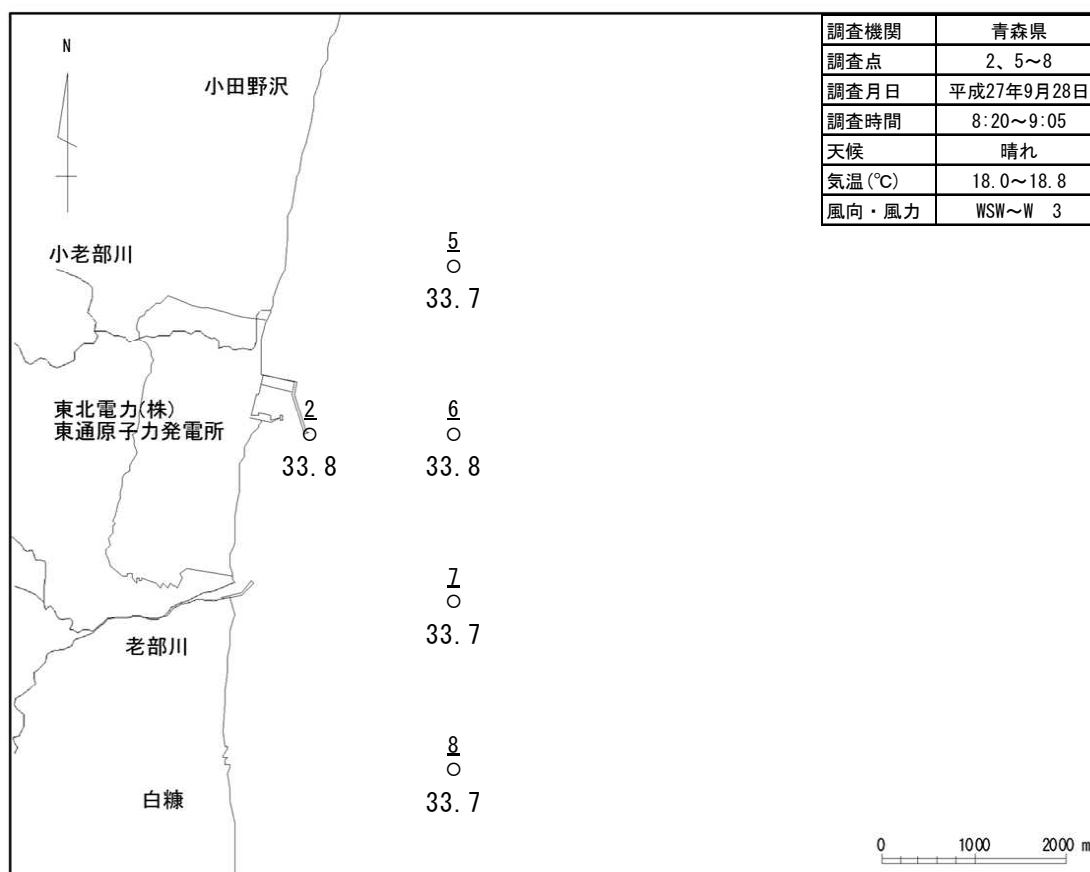 調査機関 青森県
調査点 2、5～8
調査月日 平成27年9月28日
調査時間 8:20～9:05
天候 晴れ
気温(℃) 18.0～18.8
風向・風力 WSW～W 3
N
小田野沢
小老部川
5
33.7
東北電力(株)
東通原子力発電所
2
33.8
6
33.8
7
33.7
老部川
8
33.7
白糠
0 1000 2000 m